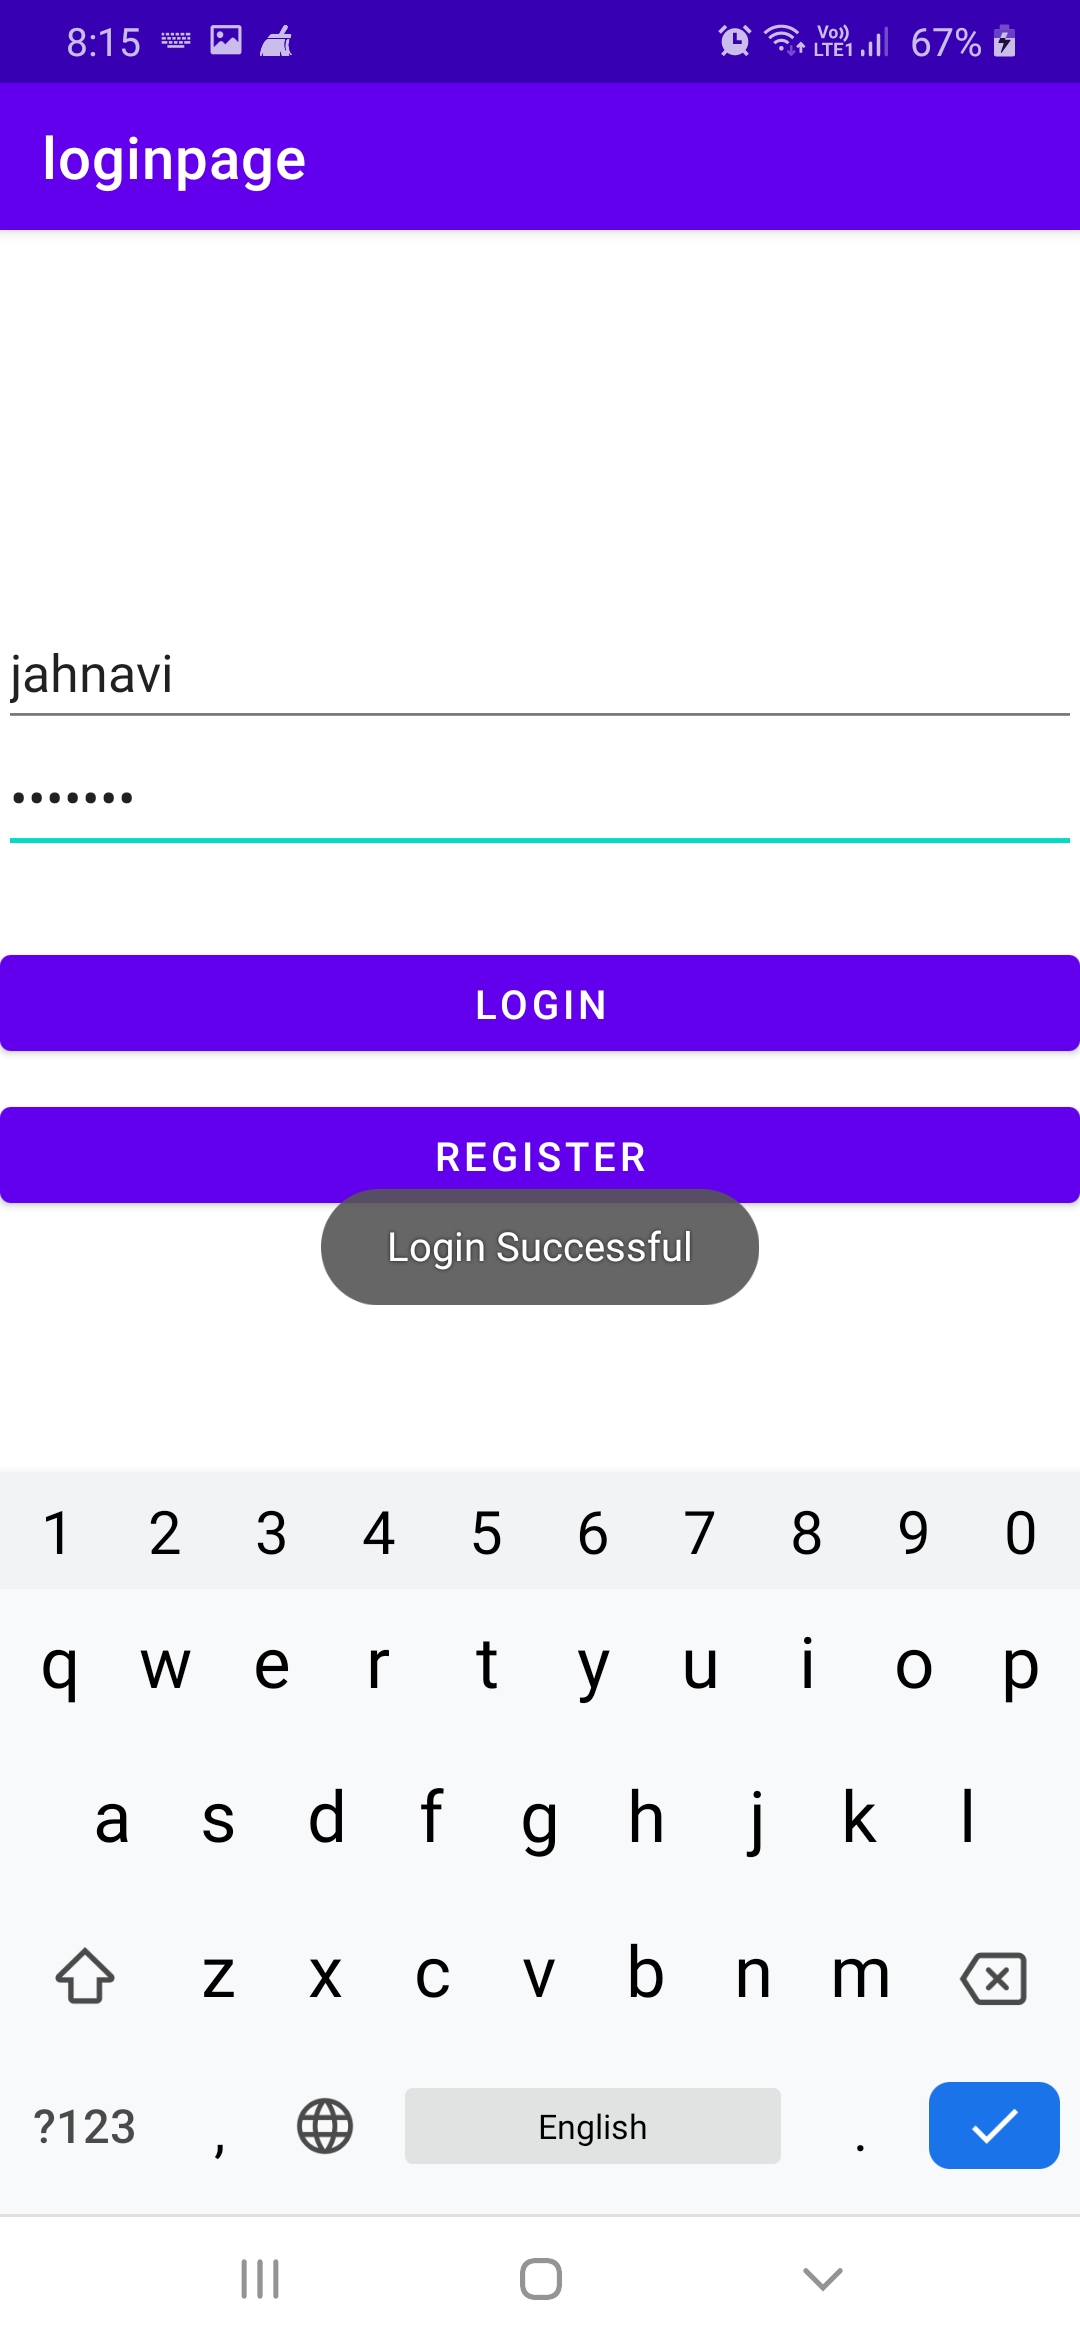 8:15 Vo)) LTE1 67%
loginpage
jahnavi
•••••••
LOGIN
REGISTER
Login Successful
1 2 3 4 5 6 7 8 9 0
q w e r t y u i o p
a s d f g h j k l
z x c v b n m
?123 , English .